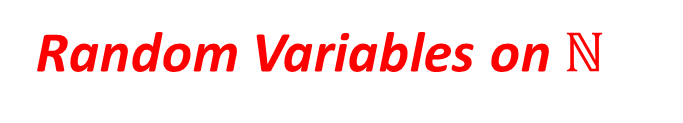 Random Variables on ℕ